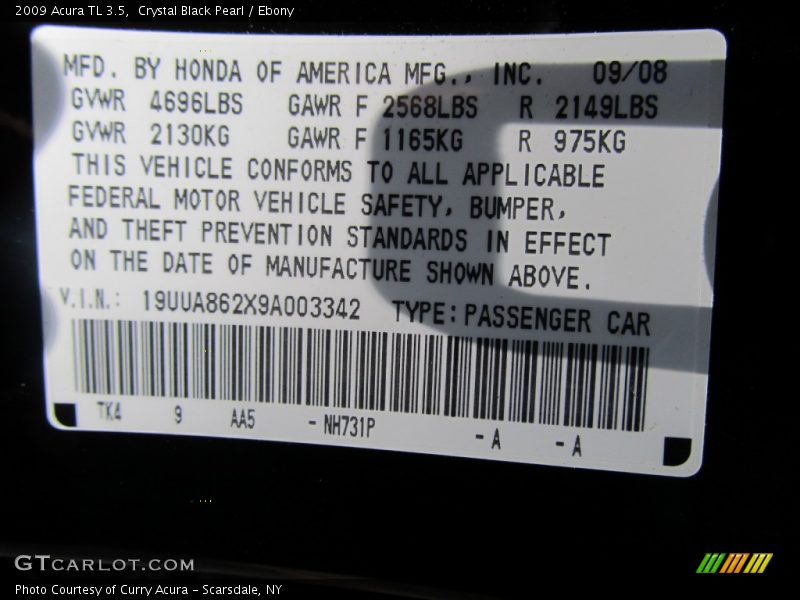 2009 Acura TL 3.5,  Crystal Black Pearl / Ebony
MFD. BY HONDA OF AMERICA MFG., INC. 09/08
GVWR 4696LBS GAWR F 2568LBS R 2149LBS
GVWR 2130KG GAWR F 1165KG R 975KG
THIS VEHICLE CONFORMS TO ALL APPLICABLE
FEDERAL MOTOR VEHICLE SAFETY, BUMPER,
AND THEFT PREVENTION STANDARDS IN EFFECT
ON THE DATE OF MANUFACTURE SHOWN ABOVE.
V.I.N.: 19UUA862X9A003342 TYPE:PASSENGER CAR
TK4 9 AA5 -NH731P -A -A
GTCARLOT.COM
Photo Courtesy of Curry Acura - Scarsdale, NY